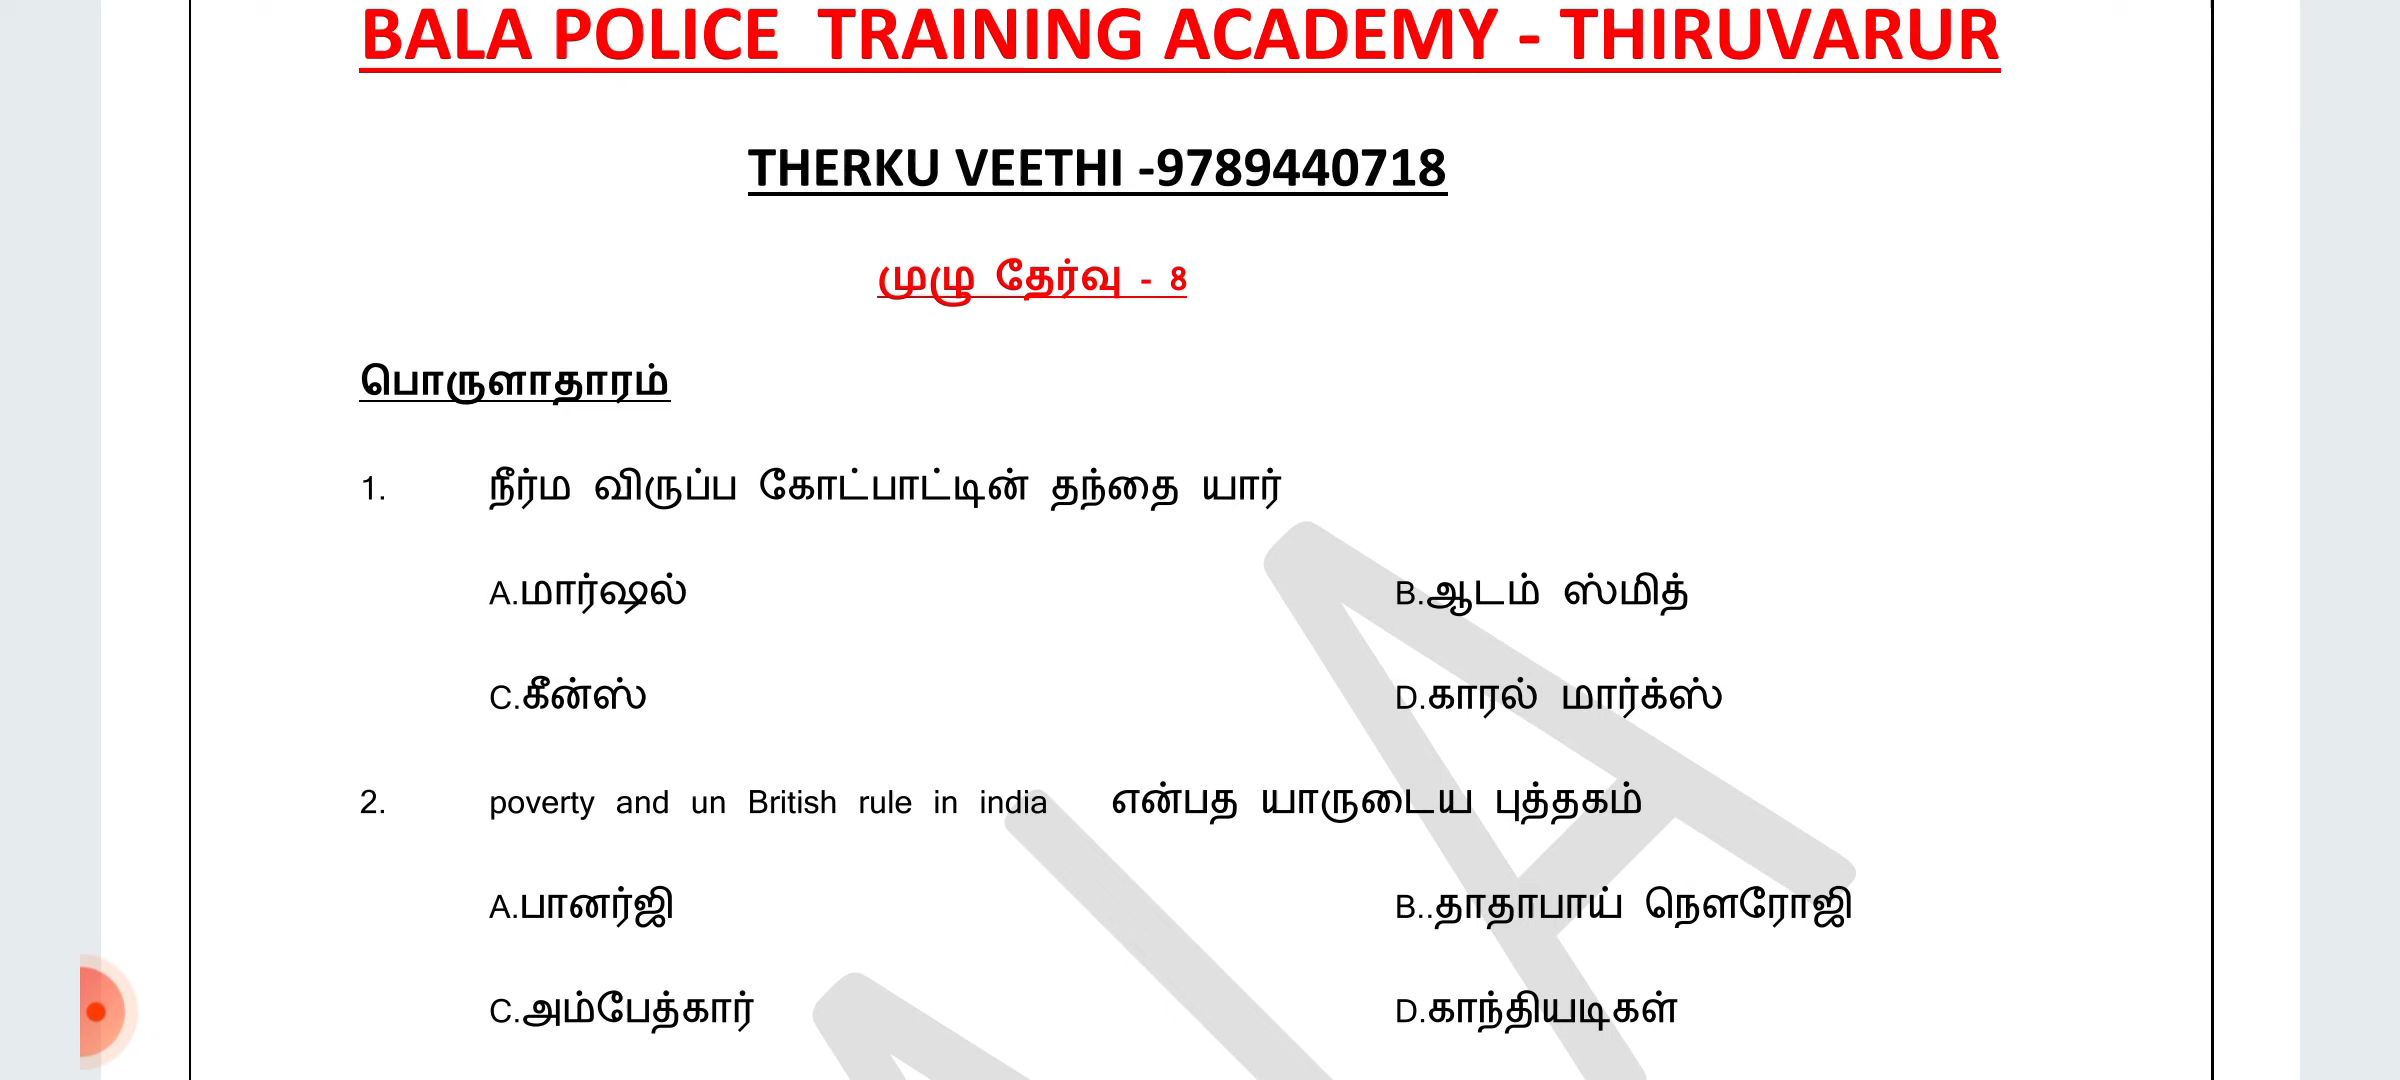 BALA POLICE TRAINING ACADEMY - THIRUVARUR
THERKU VEETHI -9789440718
முழு தேர்வு - 8
பொருளாதாரம்
1. நீர்ம விருப்ப கோட்பாட்டின் தந்தை யார்
A.மார்ஷல் B.ஆடம் ஸ்மித்
C.கீன்ஸ் D.காரல் மார்க்ஸ்
2. poverty and un British rule in india என்பத யாருடைய புத்தகம்
A.பானர்ஜி B..தாதாபாய் நௌரோஜி
C.அம்பேத்கார் D.காந்தியடிகள்